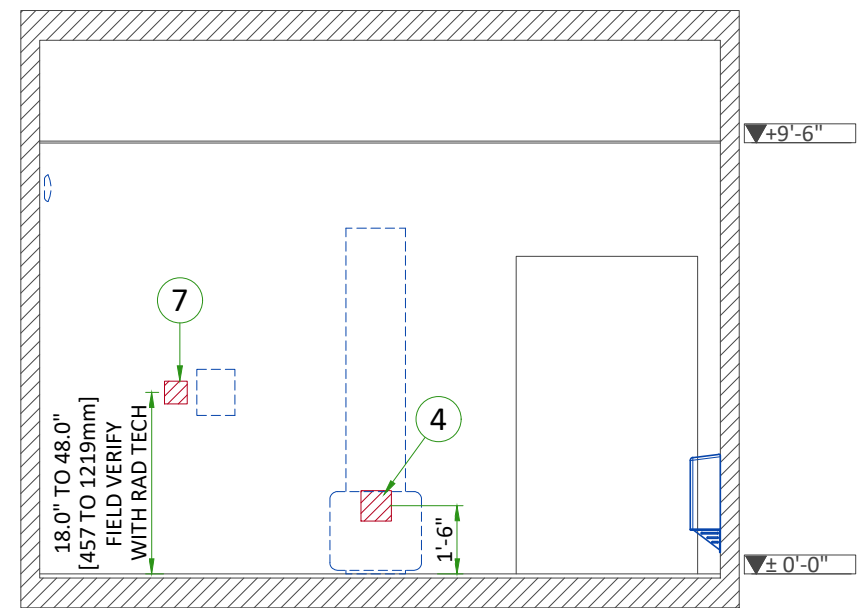 +9'-6"
7
18.0" TO 48.0"
[457 TO 1219mm]
FIELD VERIFY
WITH RAD TECH
4
1'-6"
± 0'-0"